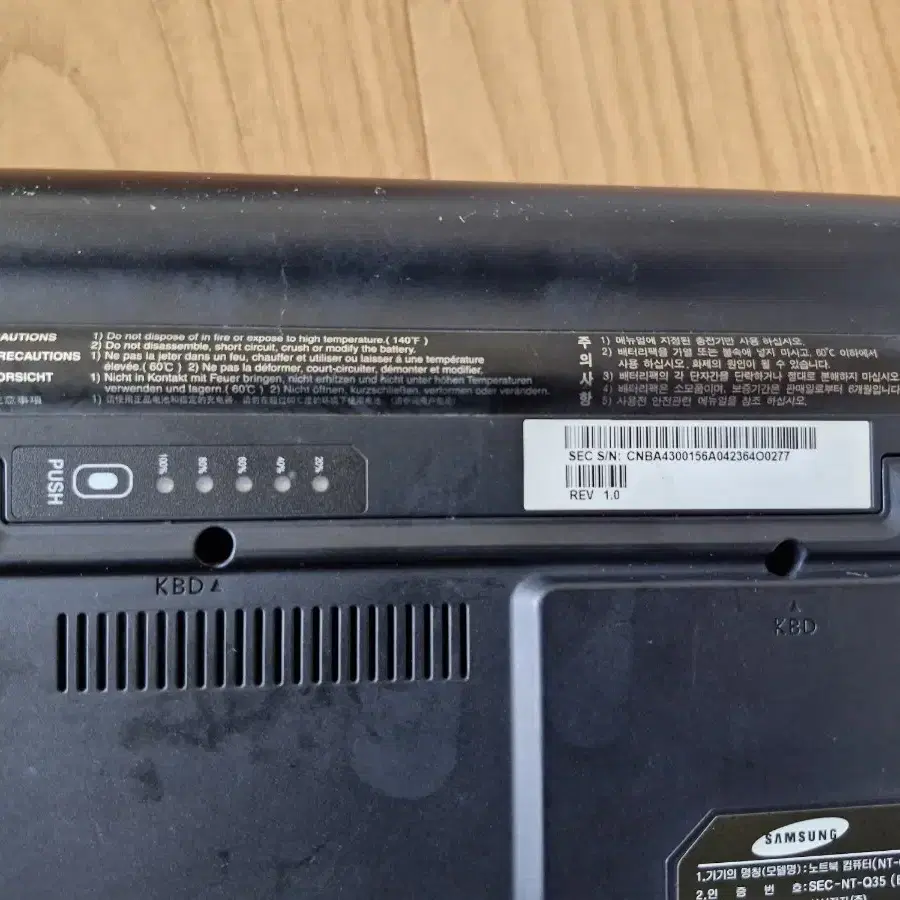 AUTIONS 1) Do not dispose of in fire or expose to high temperature.( 140°F )
2) Do not disassemble, short circuit, crush or modify the battery.
RECAUTIONS 1) Ne pas la jeter dans un feu, chauffer et utiliser ou laisser à une température
élevée.( 60℃ ) 2) Ne pas la déformer, court-circuiter, démonter et modifier.
ORSICHT 1) Nicht in Kontakt mit Feuer bringen, nicht erhitzen und nicht unter hohen Temperaturen
verwenden und lagern ( 60℃ ) 2) Nicht öffnen, kurzschließen, verformen oder verändern.
注意事项 1)
주의사항
1) 메뉴얼에 지정된 충전기만 사용 하십시오.
2) 배터리팩을 가열 또는 불속에 넣지 마시고, 60℃ 이하에서
사용 하십시오. 화재의 원인이 될 수 있습니다.
3) 배터리팩의 각 단자간을 단락하거나 절대로 분해하지 마십시오
4) 배터리팩은 소모품이며, 보증기간은 판매일로부터 6개월입니다
5) 사용전 안전관련 메뉴얼을 참조 하십시오.
PUSH
100% 80% 60% 40% 20%
SEC S/N: CNBA4300156A04236400277
REV 1.0
KBD
KBD
SAMSUNG
1.기기의 명칭(모델명):노트북 컴퓨터(NT-
2.인 증 번 호:SEC-NT-Q35 (